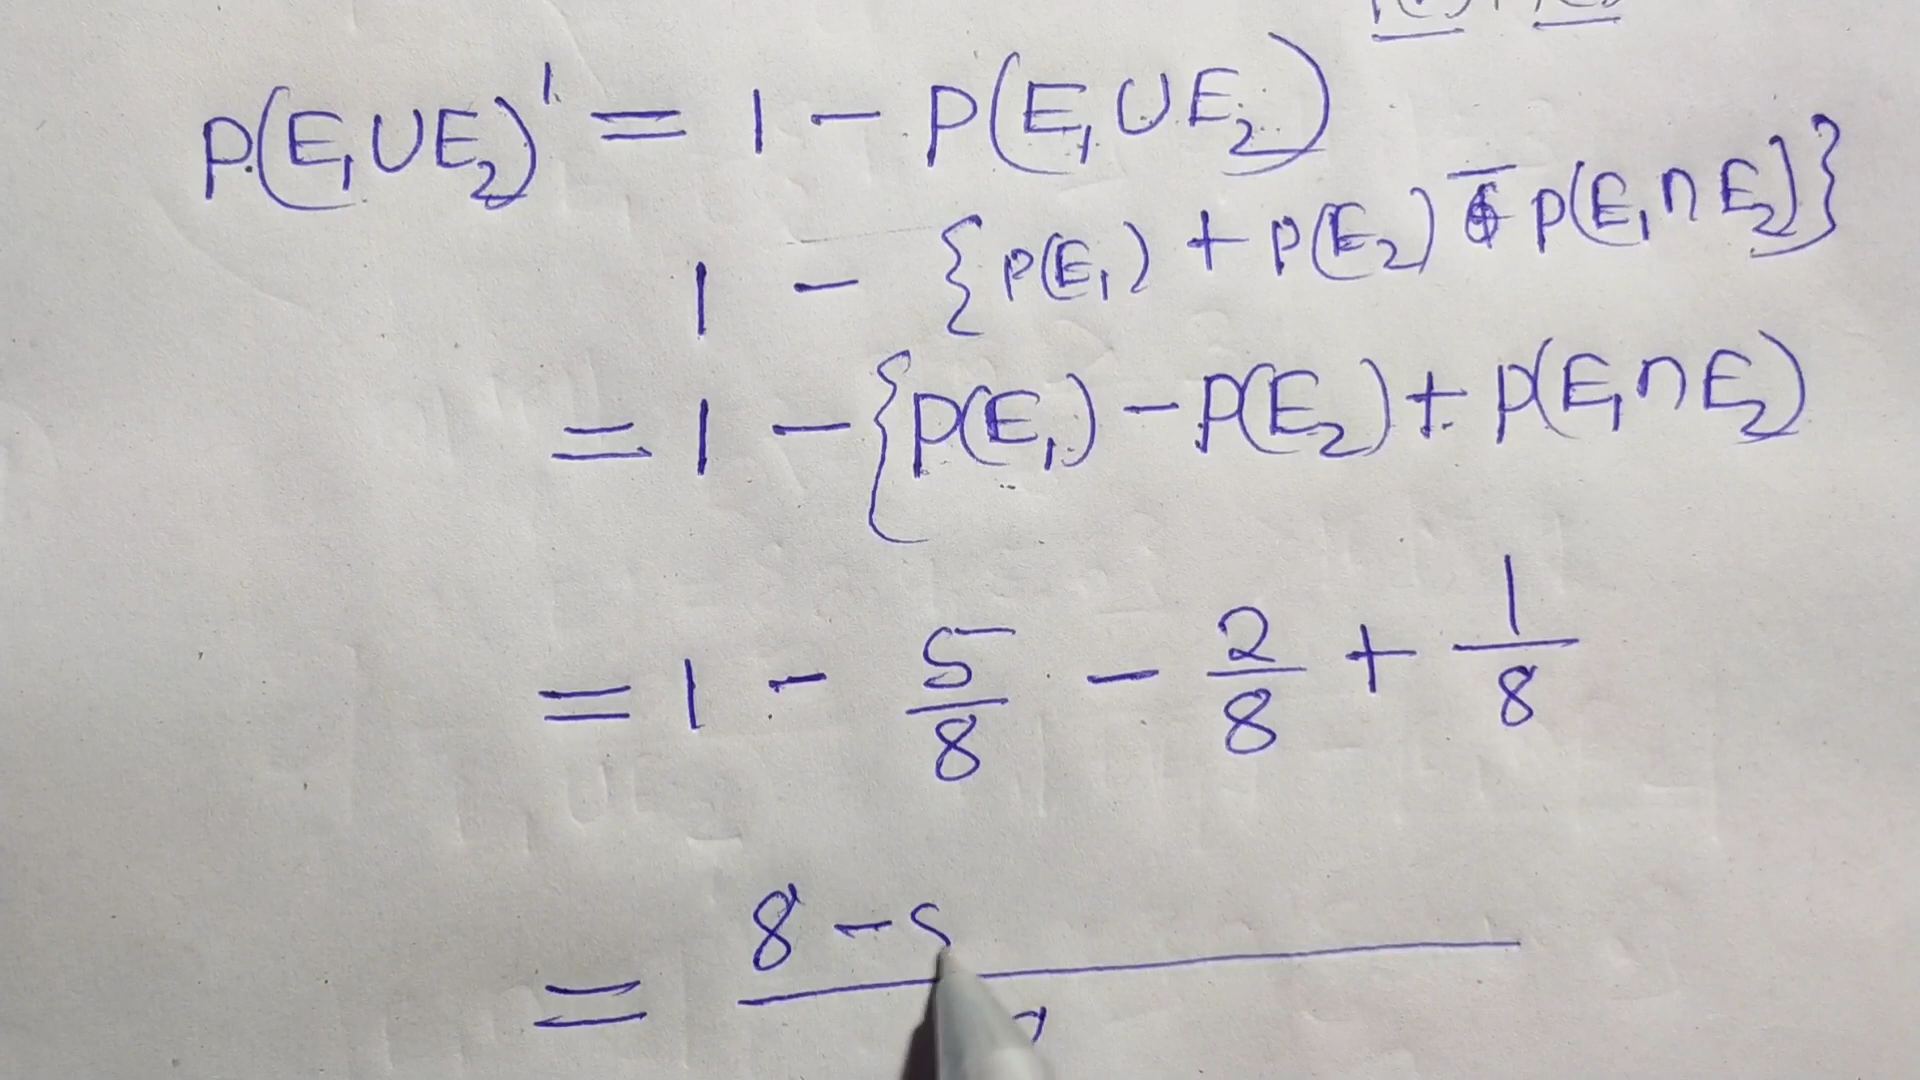 P(E₁∪E₂)' = 1 - P(E₁∪E₂)
1 - {P(E₁) + P(E₂) - P(E₁∩E₂)}
= 1 - {P(E₁) - P(E₂) + P(E₁∩E₂)
= 1 - 5/8 - 2/8 + 1/8
= 8 - 5